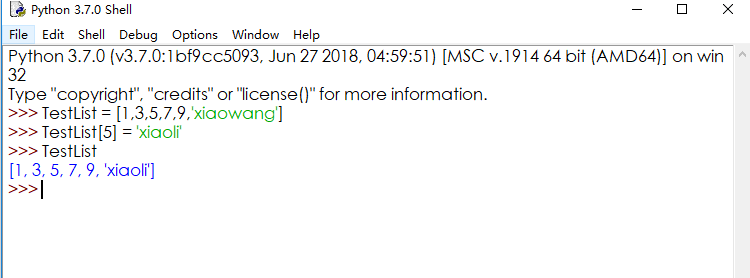 Python 3.7.0 Shell
File Edit Shell Debug Options Window Help
Python 3.7.0 (v3.7.0:1bf9cc5093, Jun 27 2018, 04:59:51) [MSC v.1914 64 bit (AMD64)] on win
32
Type "copyright", "credits" or "license()" for more information.
>>> TestList = [1,3,5,7,9,'xiaowang']
>>> TestList[5] = 'xiaoli'
>>> TestList
[1, 3, 5, 7, 9, 'xiaoli']
>>>